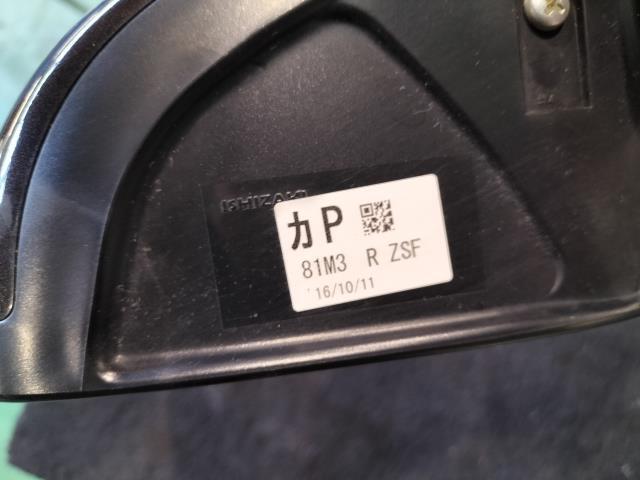 ISHIZAKI
カP
81M3 R ZSF
'16/10/11